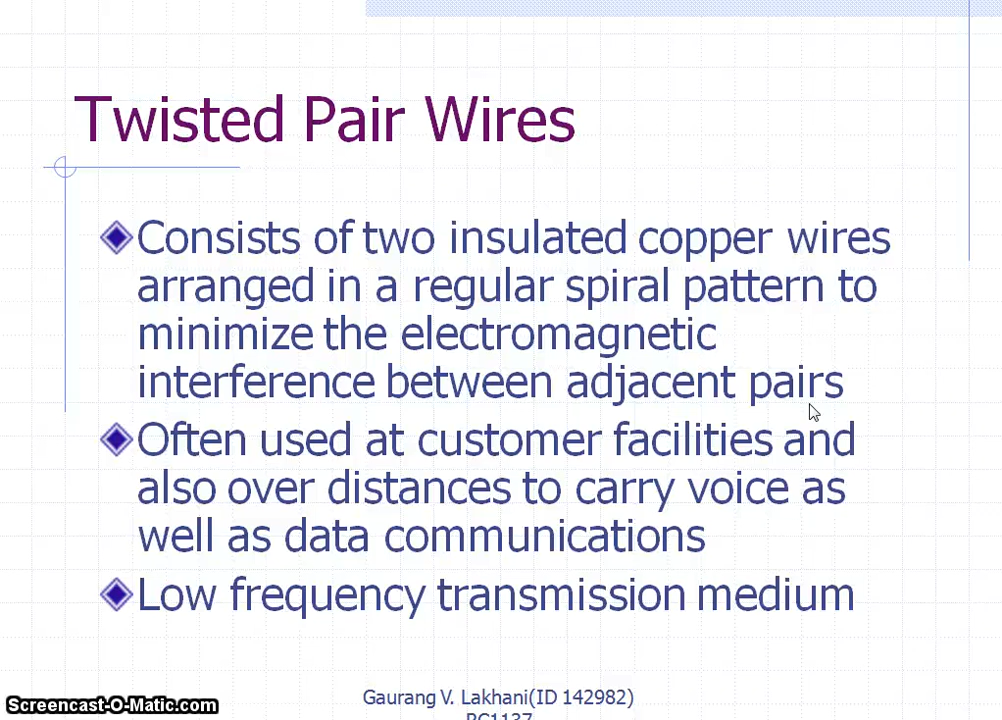 Twisted Pair Wires
Consists of two insulated copper wires
arranged in a regular spiral pattern to
minimize the electromagnetic
interference between adjacent pairs
Often used at customer facilities and
also over distances to carry voice as
well as data communications
Low frequency transmission medium
Gaurang V. Lakhani(ID 142982)
Screencast-O-Matic.com